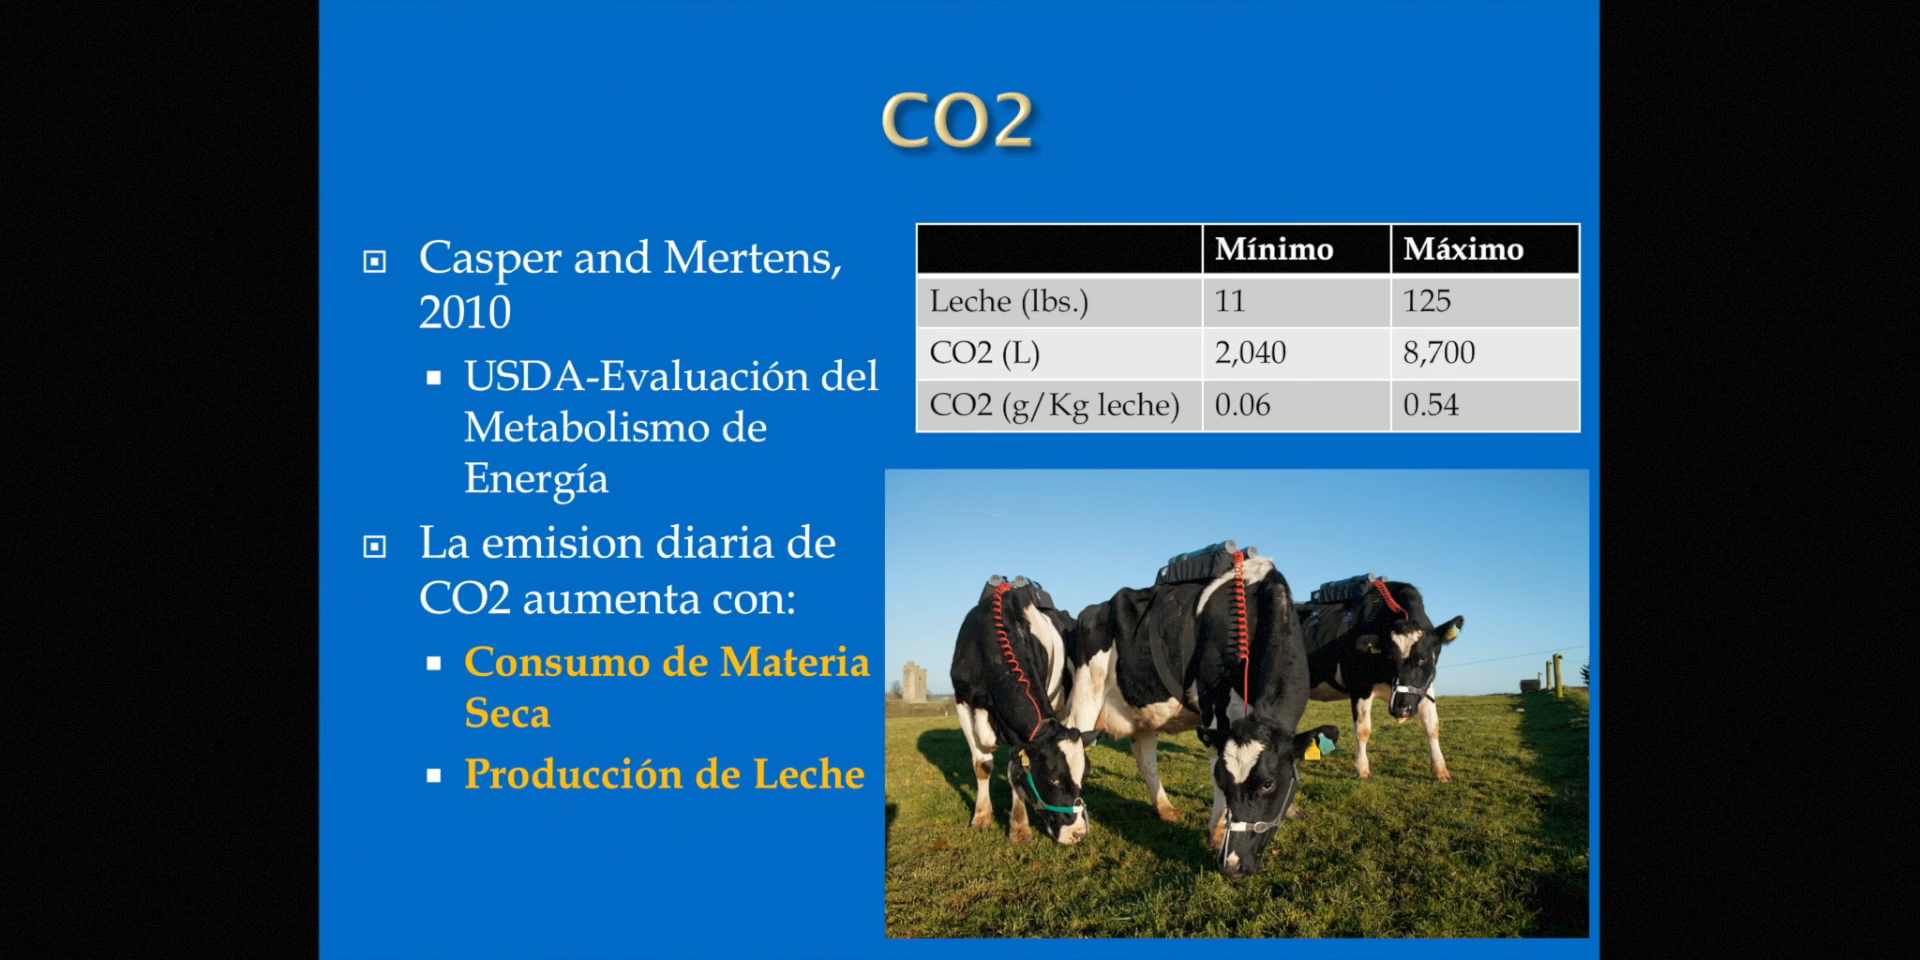 CO2
Casper and Mertens,
2010
USDA-Evaluación del
Metabolismo de
Energía
La emision diaria de
CO2 aumenta con:
Consumo de Materia
Seca
Producción de Leche
Mínimo Máximo
Leche (lbs.) 11 125
CO2 (L) 2,040 8,700
CO2 (g/Kg leche) 0.06 0.54